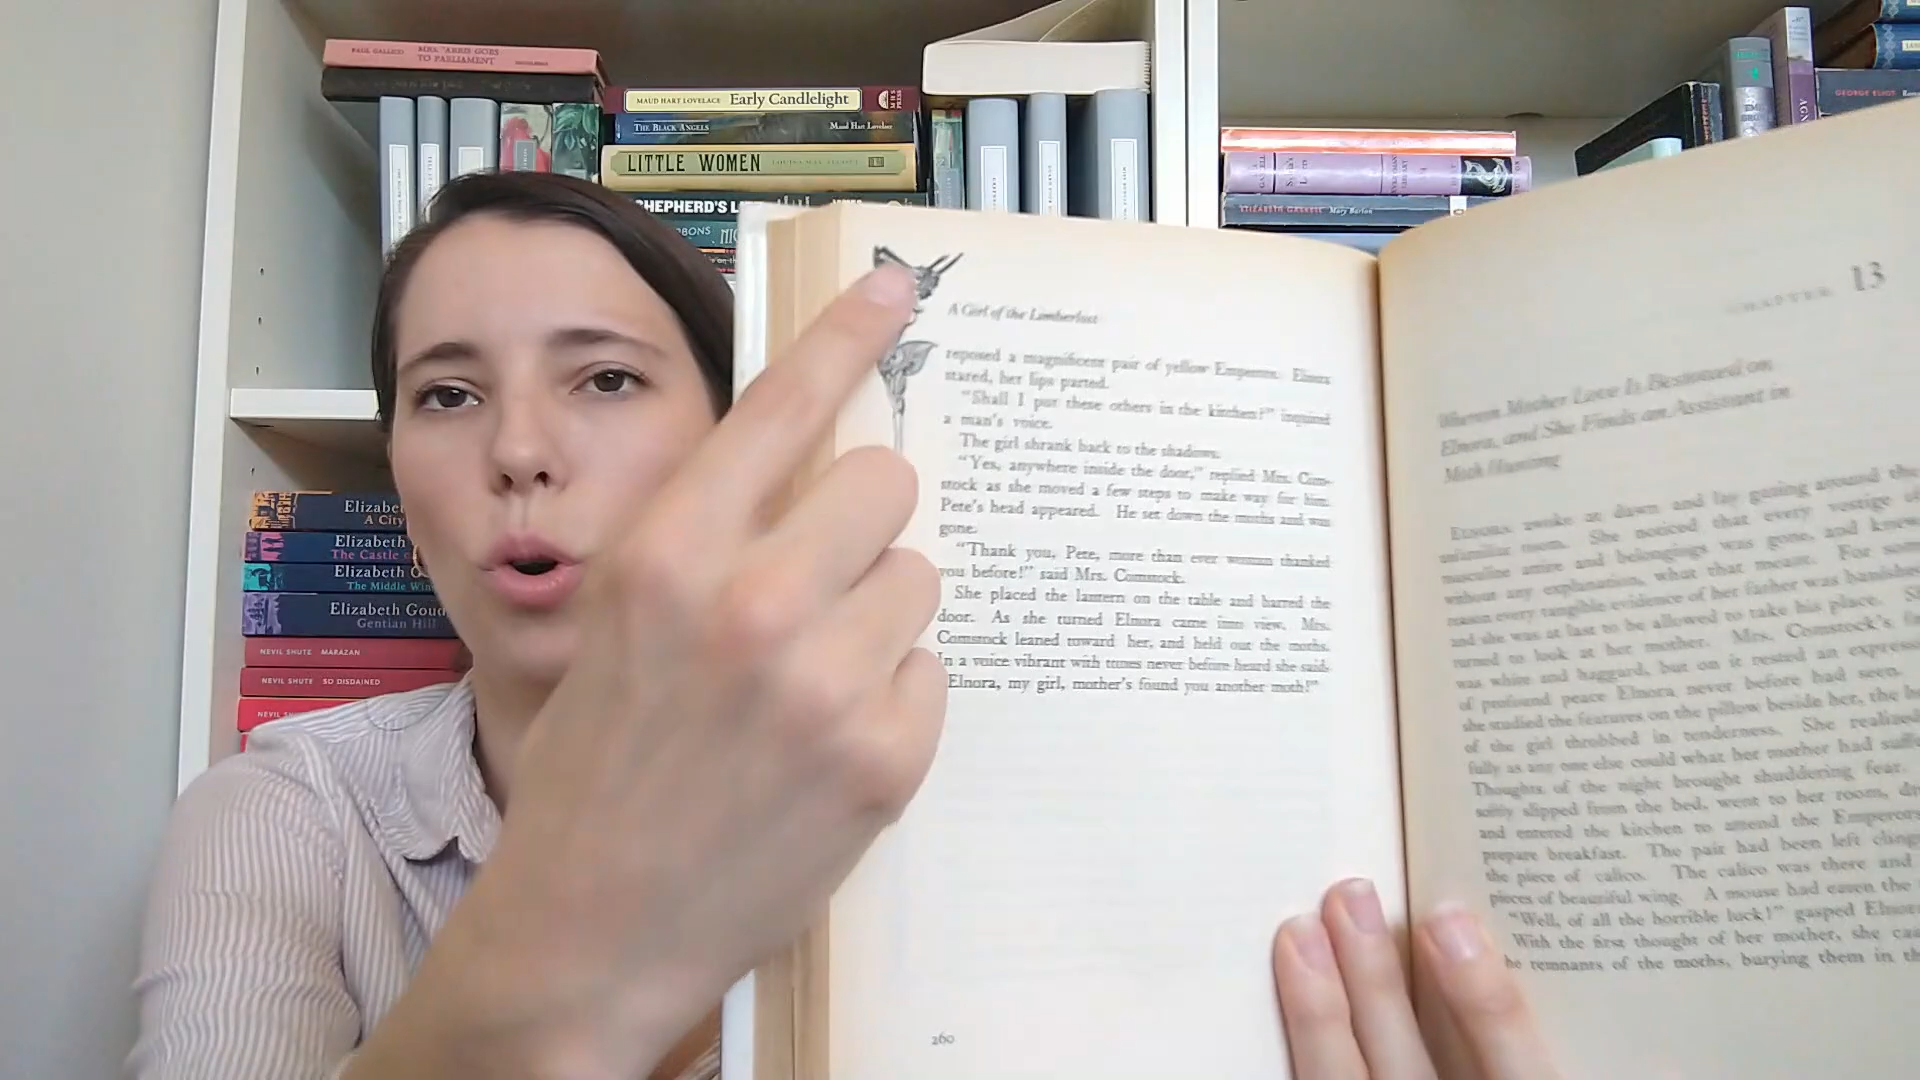 PAUL GALLICO MRS. 'ARRIS GOES
TO PARLIAMENT
MAUD HART LOVELACE Early Candlelight
PRESS
THE BLACK ANGELS Maud Hart Lovelace
LITTLE WOMEN LOUISA MAY ALCOTT
SHEPHERD'S
ELIZABETH GASKELL Mary Barton
GEORGE ELIOT
Elizabeth
A City
Elizabeth
The Castle
Elizabeth
The Middle
Elizabeth Goud
Gentian Hill
NEVIL SHUTE MARAZAN
NEVIL SHUTE SO DISDAINED
NEVIL
A Girl of the Limberlost
reposed a magnificent pair of yellow Emperors. Elnora
stared, her lips parted.
"Shall I put these others in the kitchen?" inquired
a man's voice.
The girl shrank back to the shadows.
"Yes, anywhere inside the door," replied Mrs. Com-
stock as she moved a few steps to make way for him.
Pete's head appeared. He set down the moths and was
gone.
"Thank you, Pete, more than ever woman thanked
you before!" said Mrs. Comstock.
She placed the lantern on the table and barred the
door. As she turned Elnora came into view. Mrs.
Comstock leaned toward her, and held out the moths.
In a voice vibrant with tones never before heard she said:
"Elnora, my girl, mother's found you another moth!"
260
CHAPTER 13
Wherein Mother Love Is Bestowed on
Elnora, and She Finds an Assistant in
Moth Hunting
ELNORA awoke at dawn and lay gazing around the
unfamiliar room. She noticed that every vestige of
masculine attire and belongings was gone, and knew
without any explanation, what that meant. For some
reason every tangible evidence of her father was banished
and she was at last to be allowed to take his place. She
turned to look at her mother. Mrs. Comstock's
was white and haggard, but on it rested an
of profound peace Elnora never before had seen.
she studied the features on the pillow beside her, the
of the girl throbbed in tenderness. She realized
fully as any one else could what her mother had
Thoughts of the night brought shuddering fear.
softly slipped from the bed, went to her room,
and entered the kitchen to attend the Emperors
prepare breakfast. The pair had been left
the piece of calico. The calico was there and
pieces of beautiful wing. A mouse had eaten the
"Well, of all the horrible luck!" gasped Elnora
With the first thought of her mother, she
he remnants of the moths, burying them in